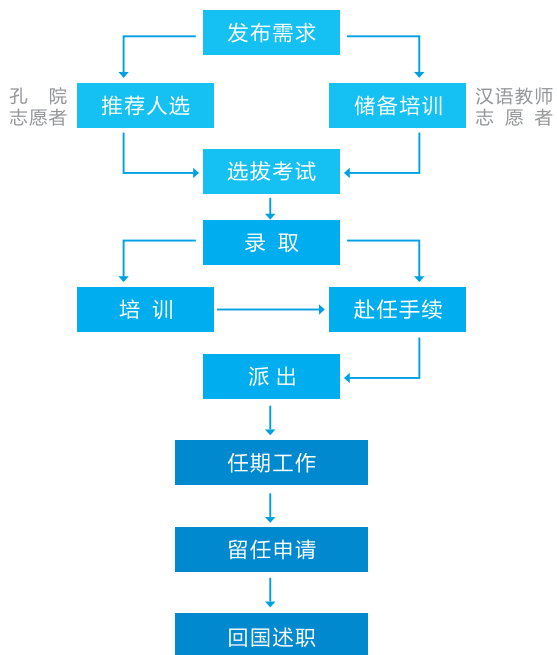 发布需求
孔 院
志愿者
推荐人选
储备培训
汉语教师
志 愿 者
选拔考试
录 取
培 训
赴任手续
派 出
任期工作
留任申请
回国述职